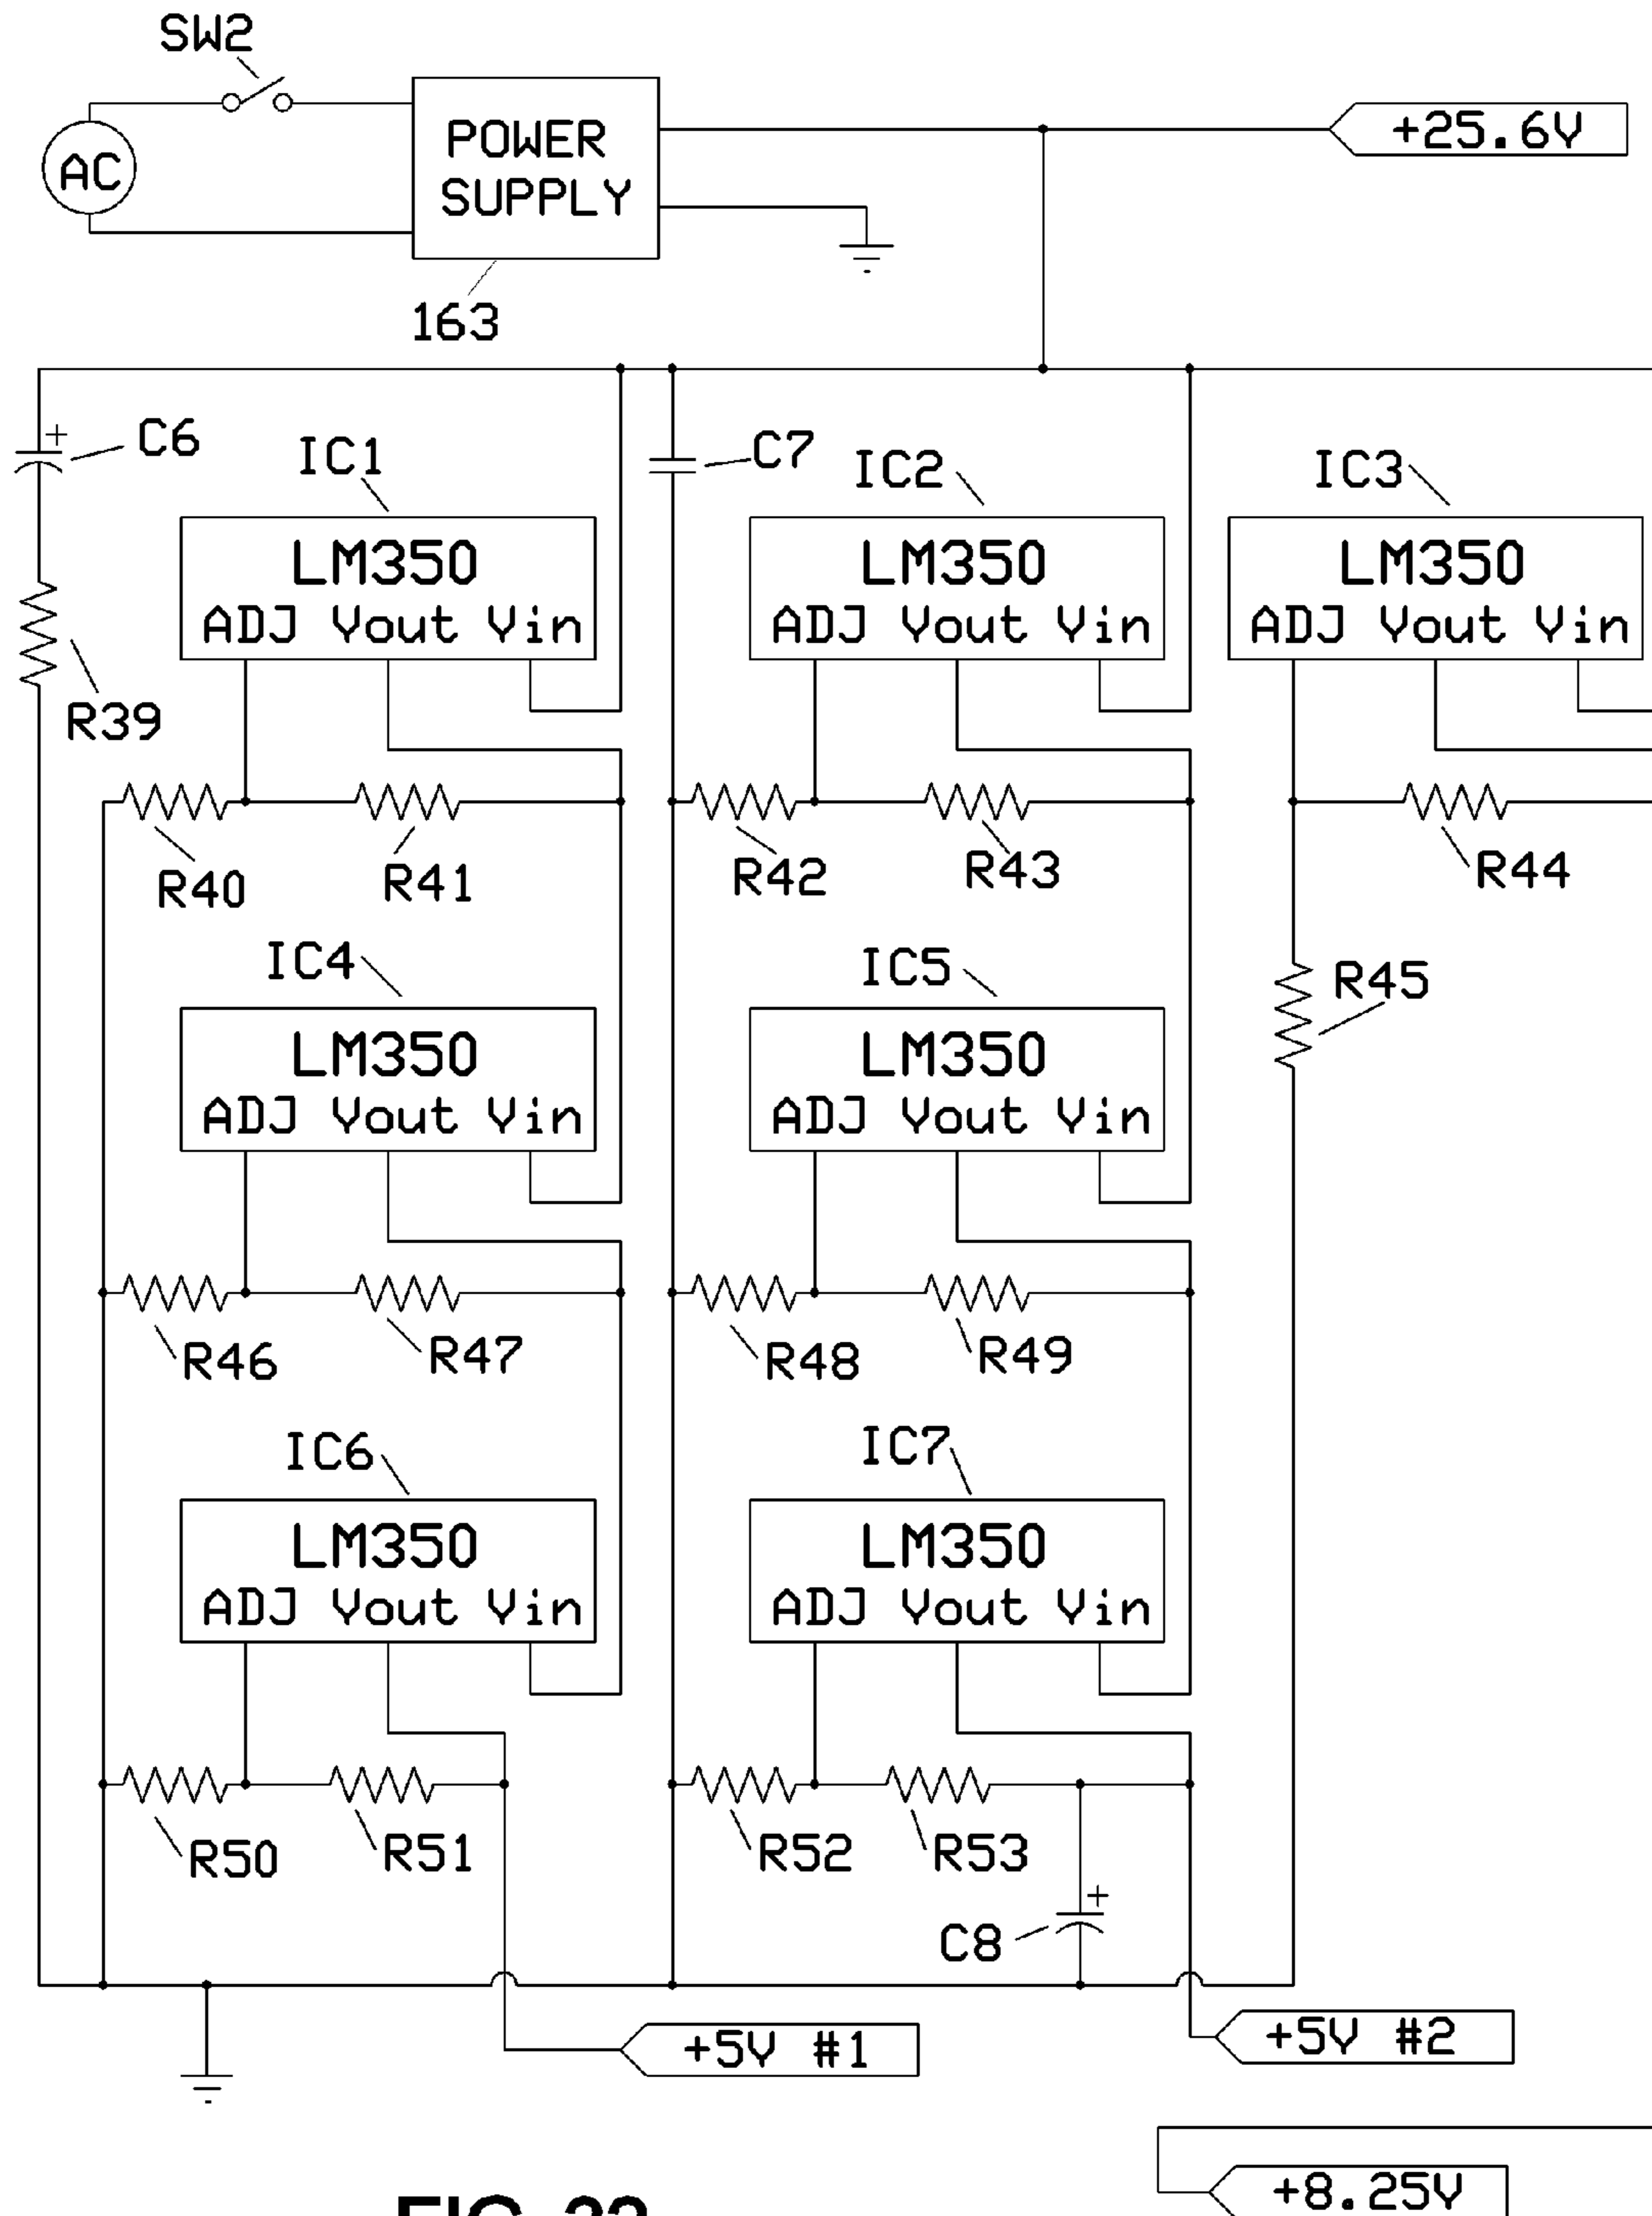 SW2
AC
POWER
SUPPLY
+25.6V
163
+
C6
IC1
C7
IC2
IC3
LM350
ADJ Vout Vin
LM350
ADJ Vout Vin
LM350
ADJ Vout Vin
R39
R40
R41
R42
R43
R44
IC4
IC5
R45
LM350
ADJ Vout Vin
LM350
ADJ Vout Vin
R46
R47
R48
R49
IC6
IC7
LM350
ADJ Vout Vin
LM350
ADJ Vout Vin
R50
R51
R52
R53
+
C8
+5V #1
+5V #2
+8.25V